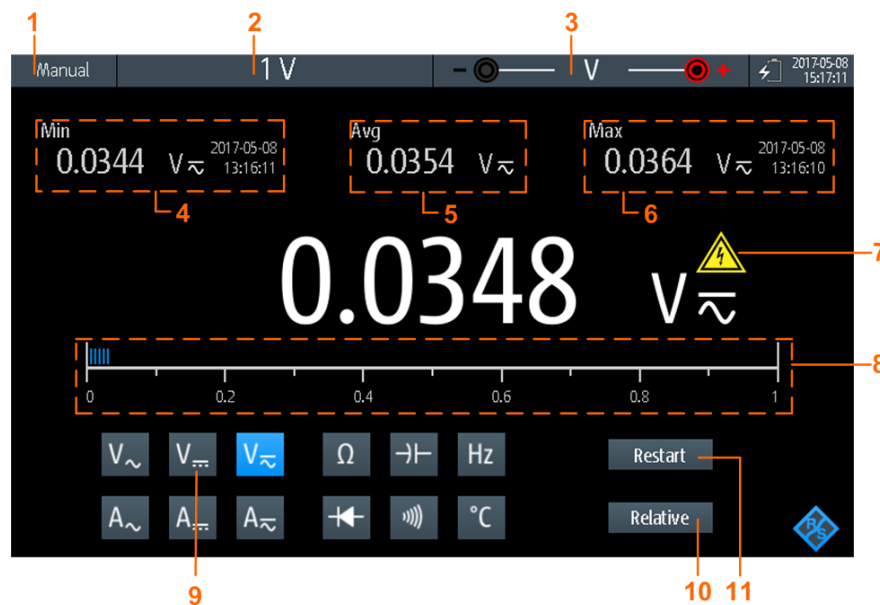 1 2 3
Manual 1 V - V + 2017-05-08
15:17:11
Min Avg Max
0.0344 V 2017-05-08 0.0354 V 0.0364 V 2017-05-08
13:16:11 13:16:10
4 5 6
7
0.0348 V
8
0 0.2 0.4 0.6 0.8 1
V~ V⎓ V⏦ Ω Hz Restart
A~ A⎓ A⏦ °C Relative
R&S
9 10 11